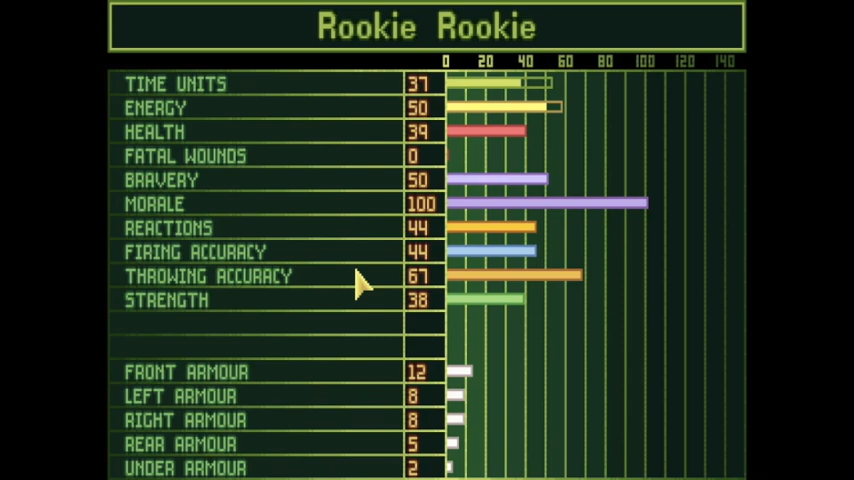 Rookie Rookie
0 20 40 60 80 100 120 140
TIME UNITS 37
ENERGY 50
HEALTH 39
FATAL WOUNDS 0
BRAVERY 50
MORALE 100
REACTIONS 44
FIRING ACCURACY 44
THROWING ACCURACY 67
STRENGTH 38
FRONT ARMOUR 12
LEFT ARMOUR 8
RIGHT ARMOUR 8
REAR ARMOUR 5
UNDER ARMOUR 2